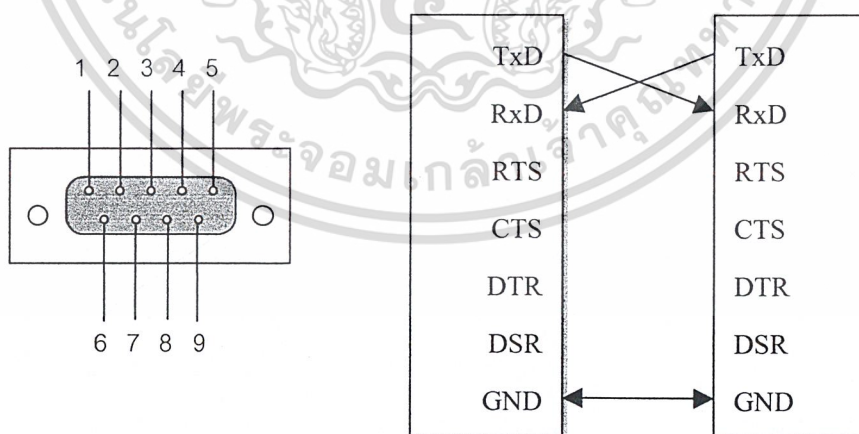 1 2 3 4 5
6 7 8 9
TxD TxD
RxD RxD
RTS RTS
CTS CTS
DTR DTR
DSR DSR
GND GND